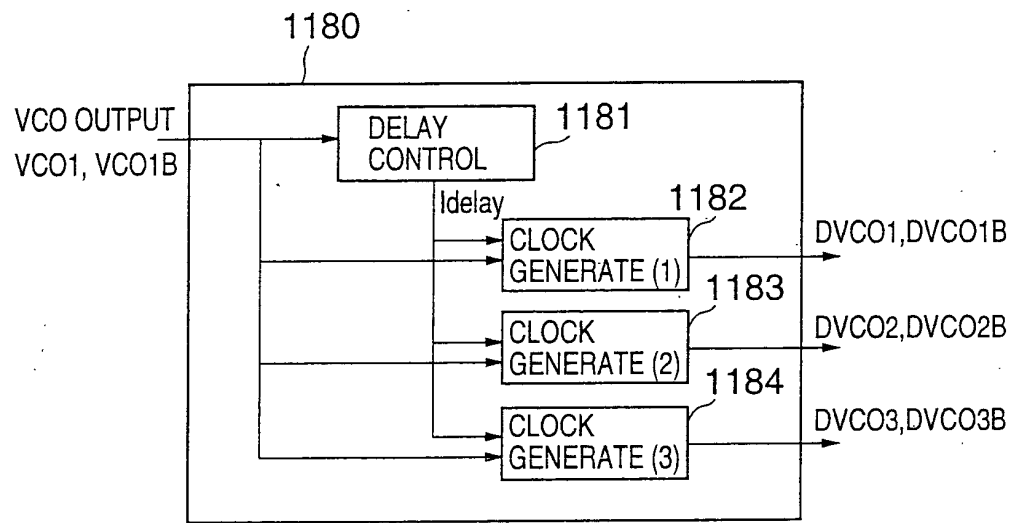 1180
VCO OUTPUT
VCO1, VCO1B
DELAY
CONTROL
1181
Idelay
1182
CLOCK
GENERATE (1)
DVCO1,DVCO1B
1183
CLOCK
GENERATE (2)
DVCO2,DVCO2B
1184
CLOCK
GENERATE (3)
DVCO3,DVCO3B